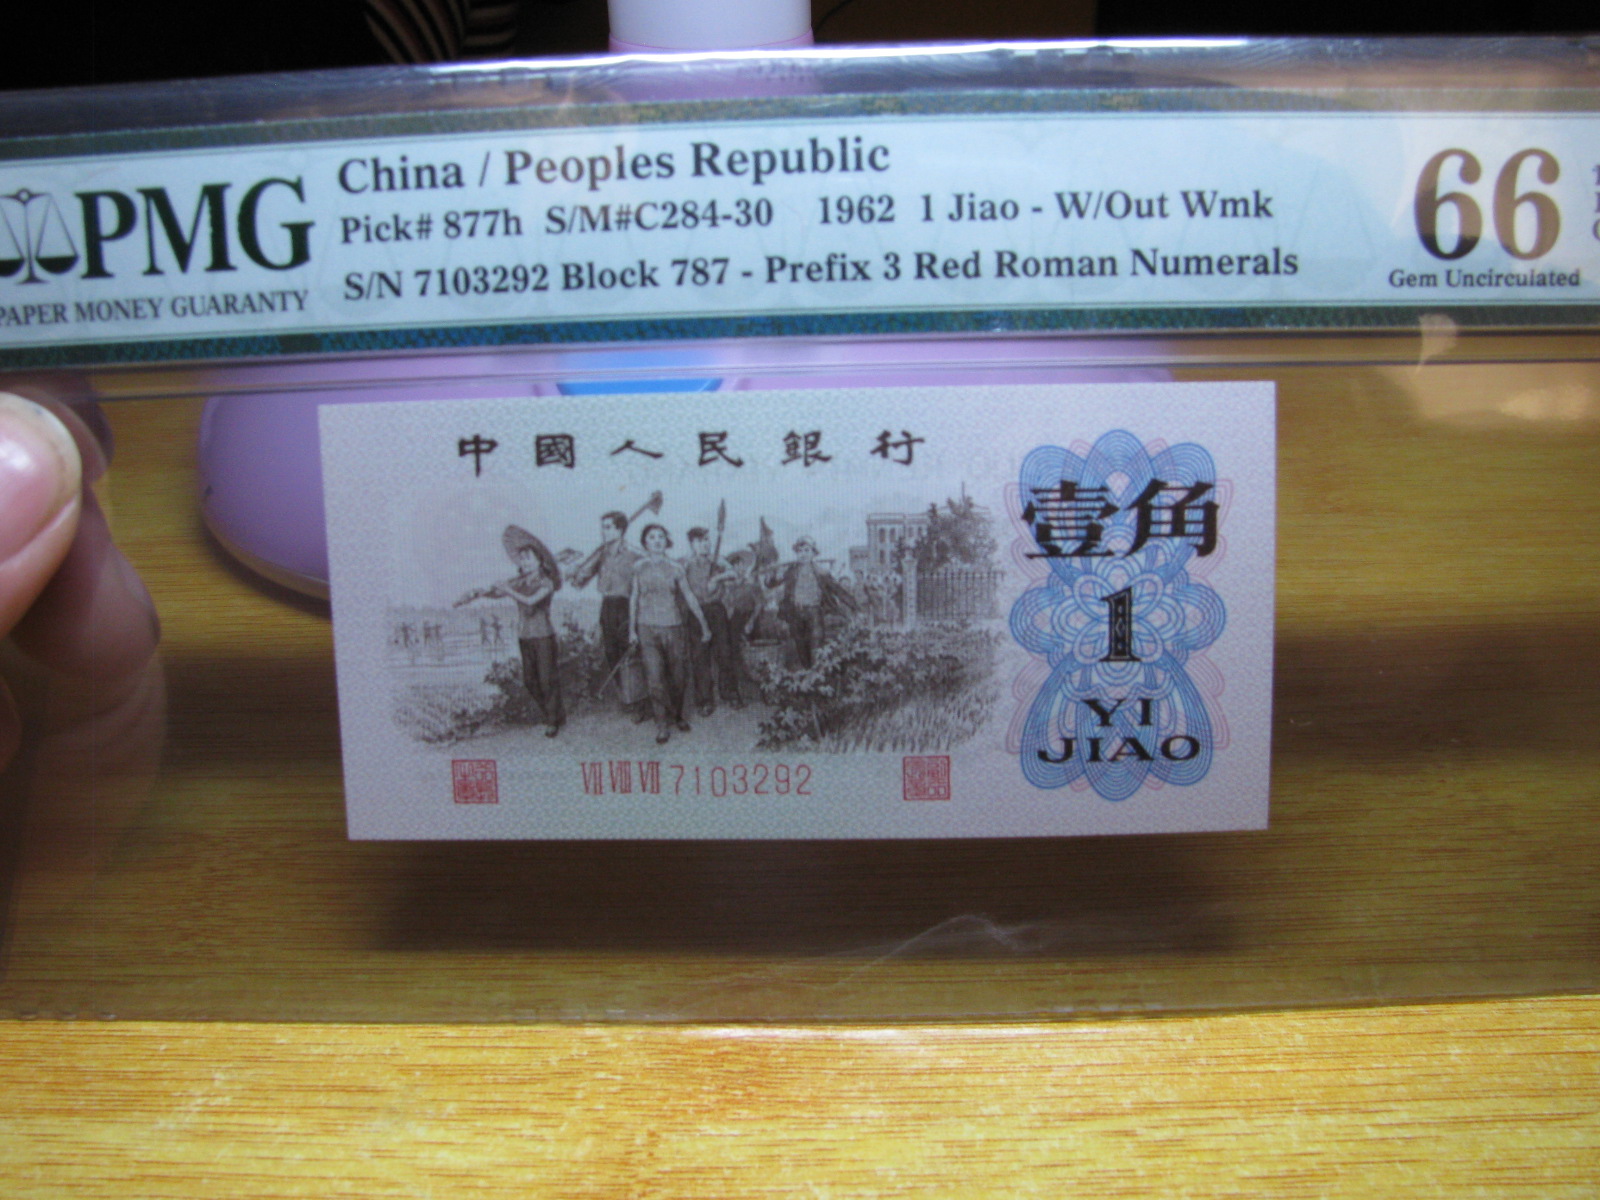 China / Peoples Republic
Pick# 877h S/M#C284-30 1962 1 Jiao - W/Out Wmk
S/N 7103292 Block 787 - Prefix 3 Red Roman Numerals
PMG
PAPER MONEY GUARANTY
66
Gem Uncirculated
中國人民銀行
壹角
1
YI
JIAO
VII VIII VII 7103292